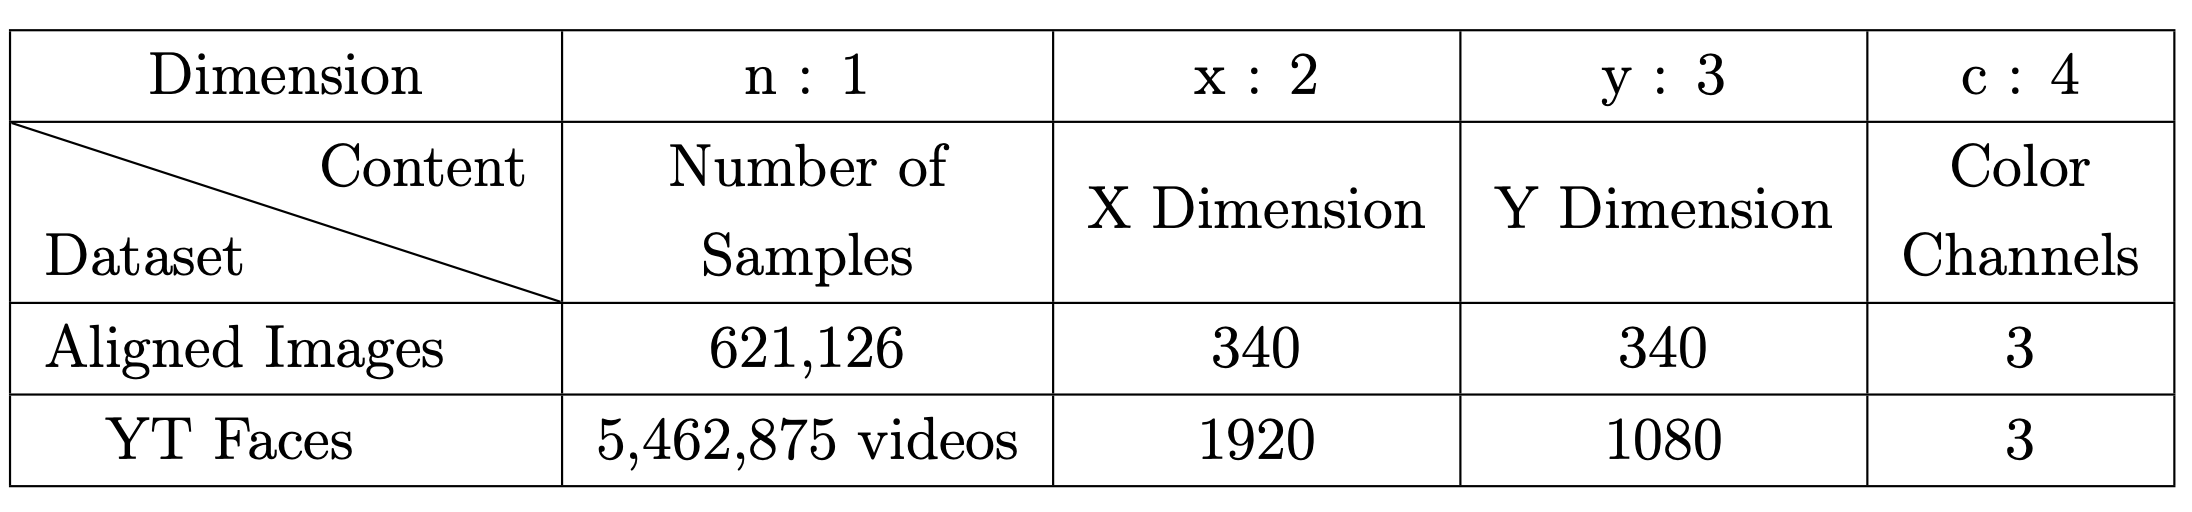 Dimension n : 1 x : 2 y : 3 c : 4
Content
Dataset
Number of
Samples
X Dimension
Y Dimension
Color
Channels
Aligned Images 621,126 340 340 3
YT Faces 5,462,875 videos 1920 1080 3